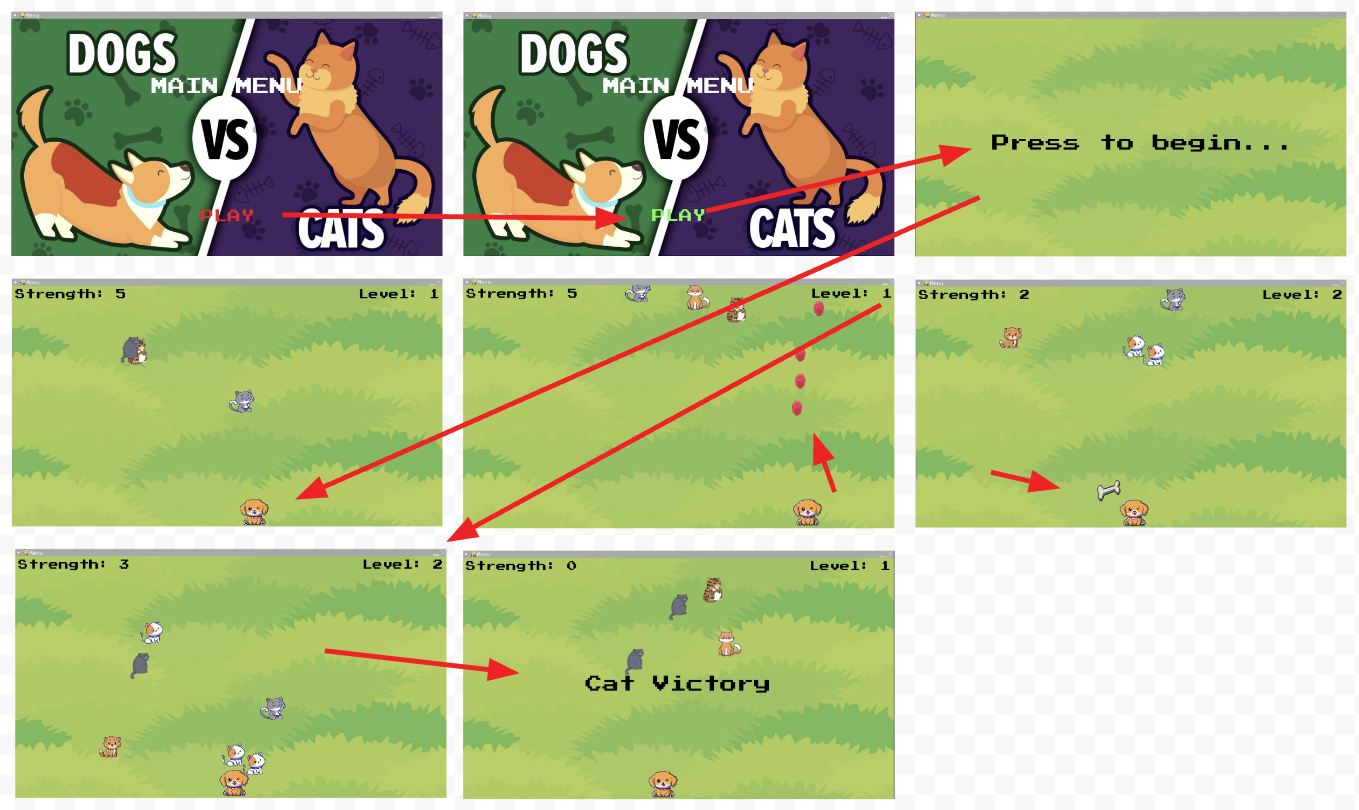 Menu
DOGS
MAIN MENU
VS
PLAY
CATS
Menu
DOGS
MAIN MENU
VS
PLAY
CATS
Menu
Press to begin...
Menu
Strength: 5 Level: 1
Menu
Strength: 5 Level: 1
Menu
Strength: 2 Level: 2
Menu
Strength: 3 Level: 2
Menu
Strength: 0 Level: 1
Cat Victory